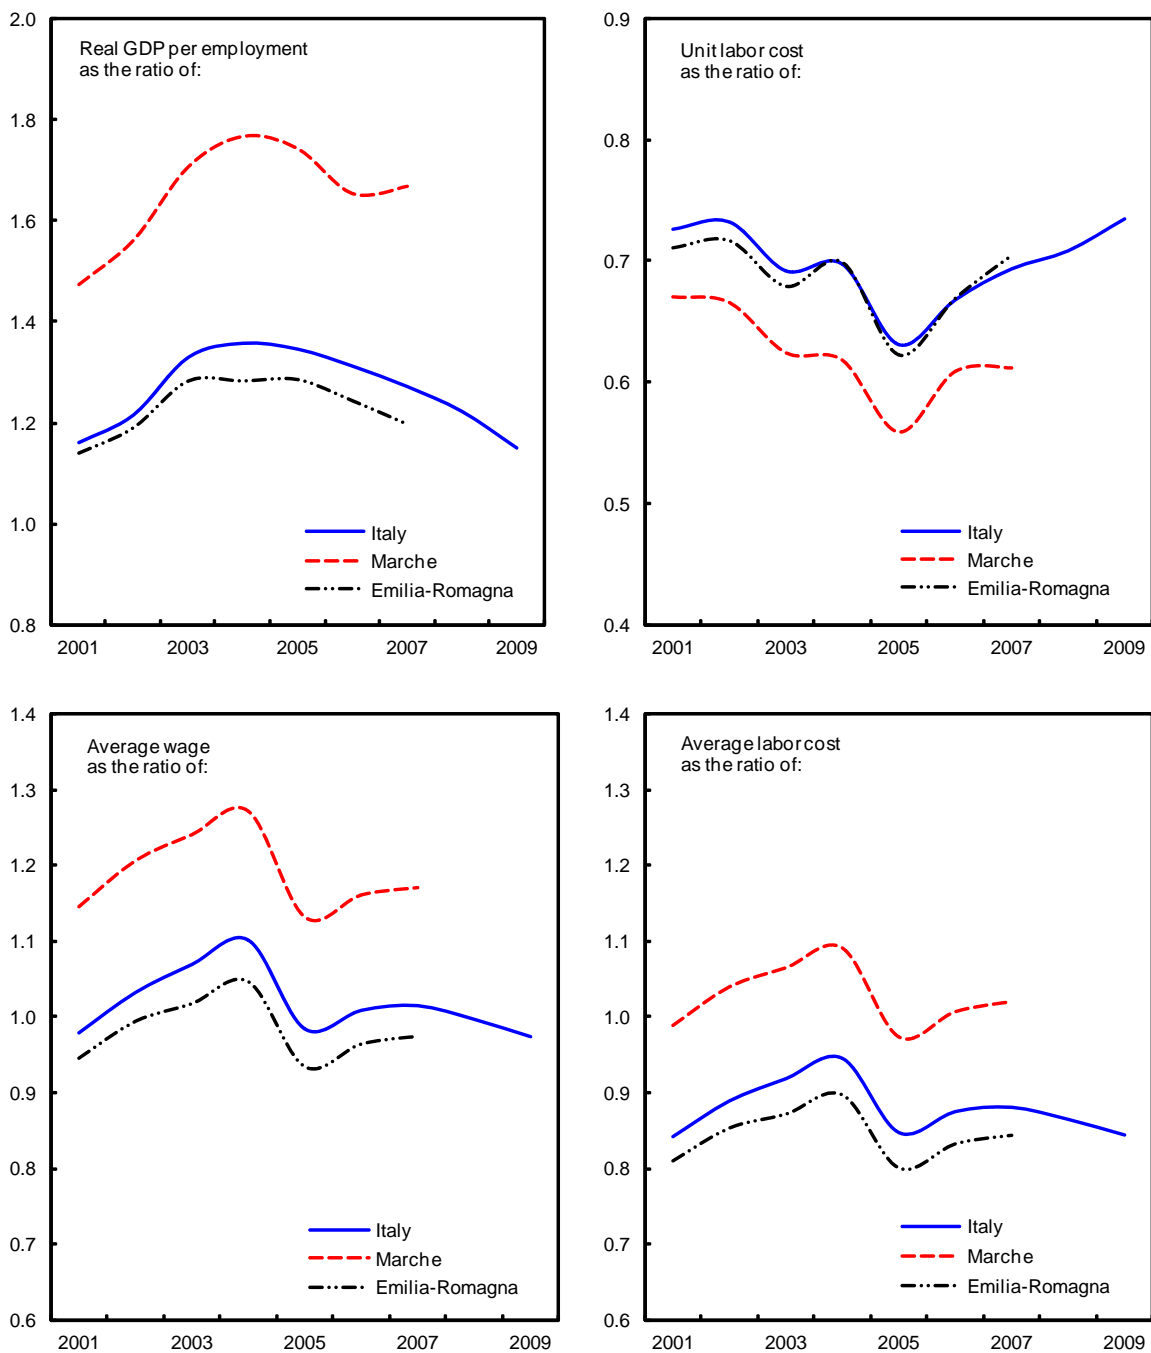 Real GDP per employment
as the ratio of:
2.0
1.8
1.6
1.4
1.2
1.0
0.8
Italy
Marche
Emilia-Romagna
2001 2003 2005 2007 2009
Unit labor cost
as the ratio of:
0.9
0.8
0.7
0.6
0.5
0.4
Italy
Marche
Emilia-Romagna
2001 2003 2005 2007 2009
Average wage
as the ratio of:
1.4
1.3
1.2
1.1
1.0
0.9
0.8
0.7
0.6
Italy
Marche
Emilia-Romagna
2001 2003 2005 2007 2009
Average labor cost
as the ratio of:
1.4
1.3
1.2
1.1
1.0
0.9
0.8
0.7
0.6
Italy
Marche
Emilia-Romagna
2001 2003 2005 2007 2009